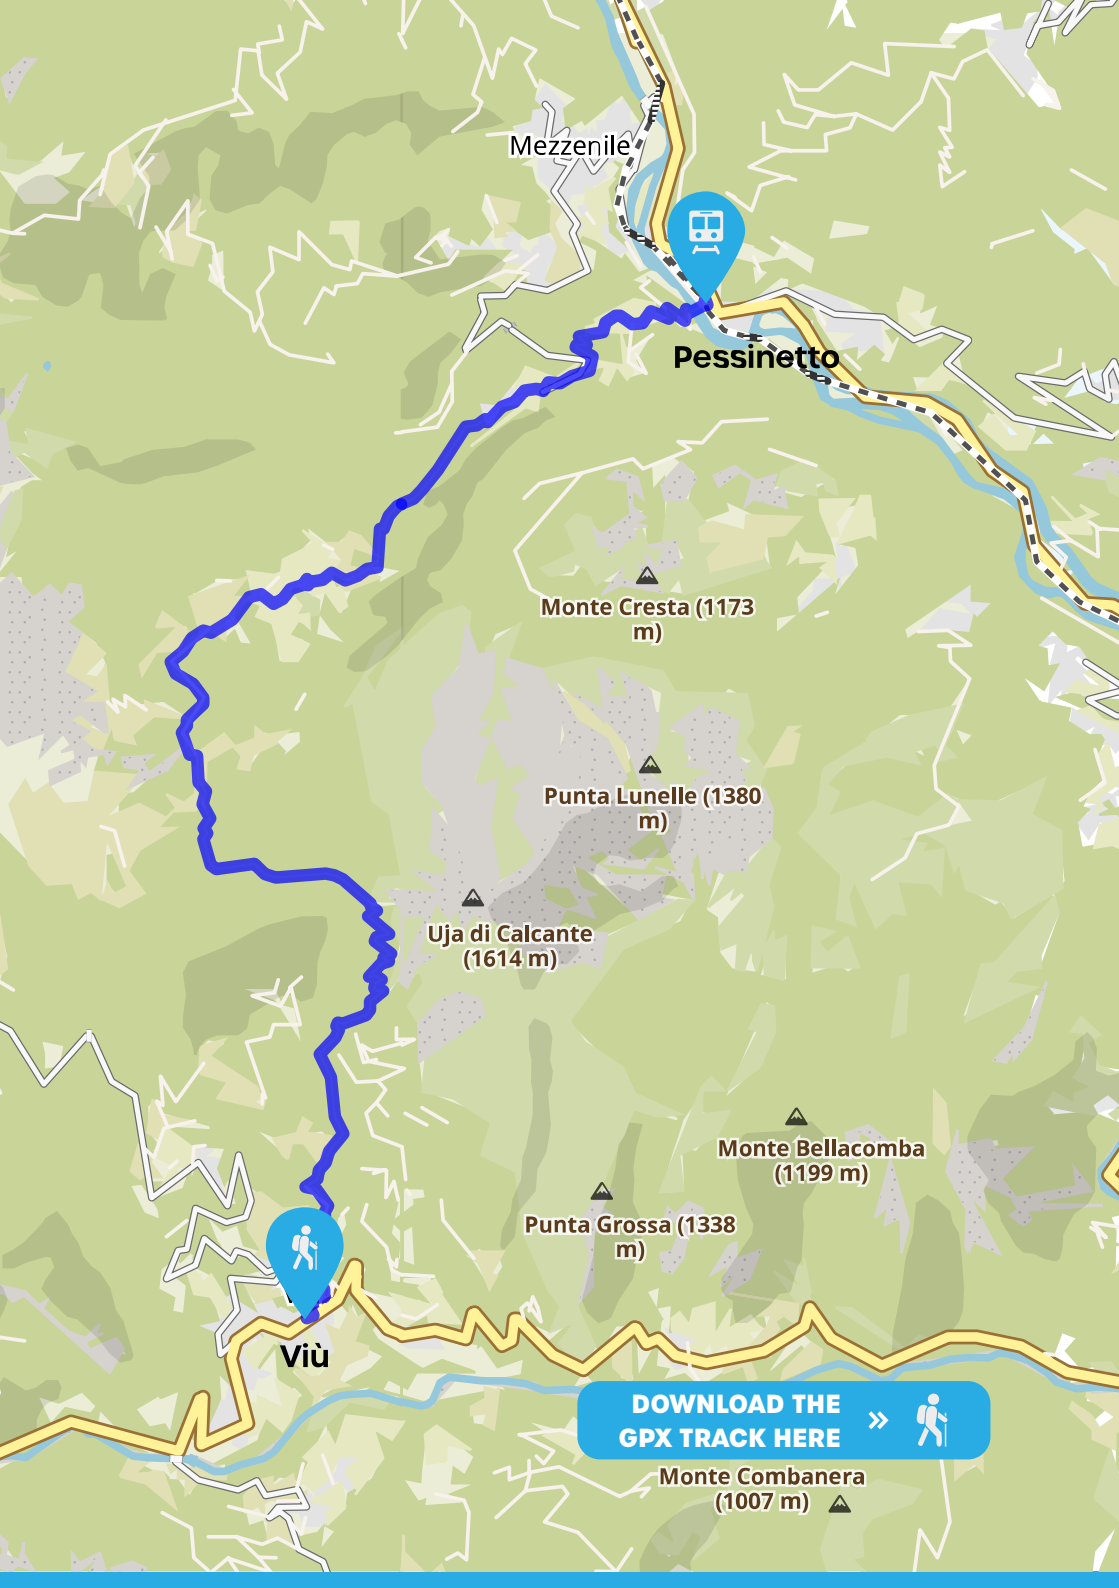 Mezzenile
Pessinetto
Monte Cresta (1173
m)
Punta Lunelle (1380
m)
Uja di Calcante
(1614 m)
Monte Bellacomba
(1199 m)
Punta Grossa (1338
m)
Viù
DOWNLOAD THE
GPX TRACK HERE »
Monte Combanera
(1007 m)